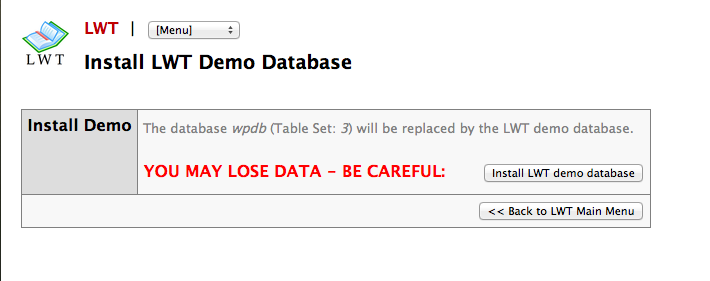 LWT | [Menu]
LWT
Install LWT Demo Database
Install Demo
The database wpdb (Table Set: 3) will be replaced by the LWT demo database.
YOU MAY LOSE DATA - BE CAREFUL: Install LWT demo database
<< Back to LWT Main Menu